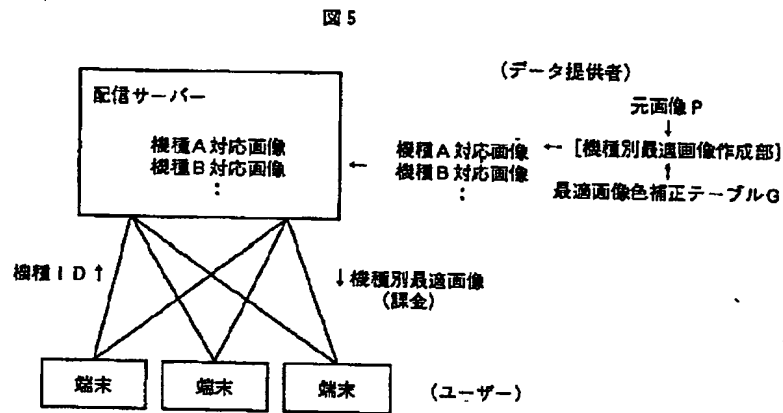 図5
(データ提供者)
配信サーバー
元画像P
↓
機種A対応画像
機種B対応画像
:
←
機種A対応画像 ← [機種別最適画像作成部]
機種B対応画像
:
↑
最適画像色補正テーブルG
機種ID↑
↓機種別最適画像
(課金)
端末
端末
端末
(ユーザー)